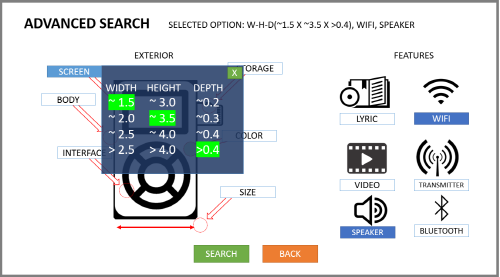 ADVANCED SEARCH
SELECTED OPTION: W-H-D(~1.5 X ~3.5 X >0.4), WIFI, SPEAKER
EXTERIOR
FEATURES
SCREEN
TORAGE
X
WIDTH HEIGHT DEPTH
~ 1.5 ~ 3.0 ~0.2
~ 2.0 ~ 3.5 ~0.3
~ 2.5 ~ 4.0 ~0.4
> 2.5 > 4.0 >0.4
BODY
COLOR
INTERFAC
SIZE
LYRIC
WIFI
VIDEO
TRANSMITTER
SPEAKER
BLUETOOTH
SEARCH
BACK